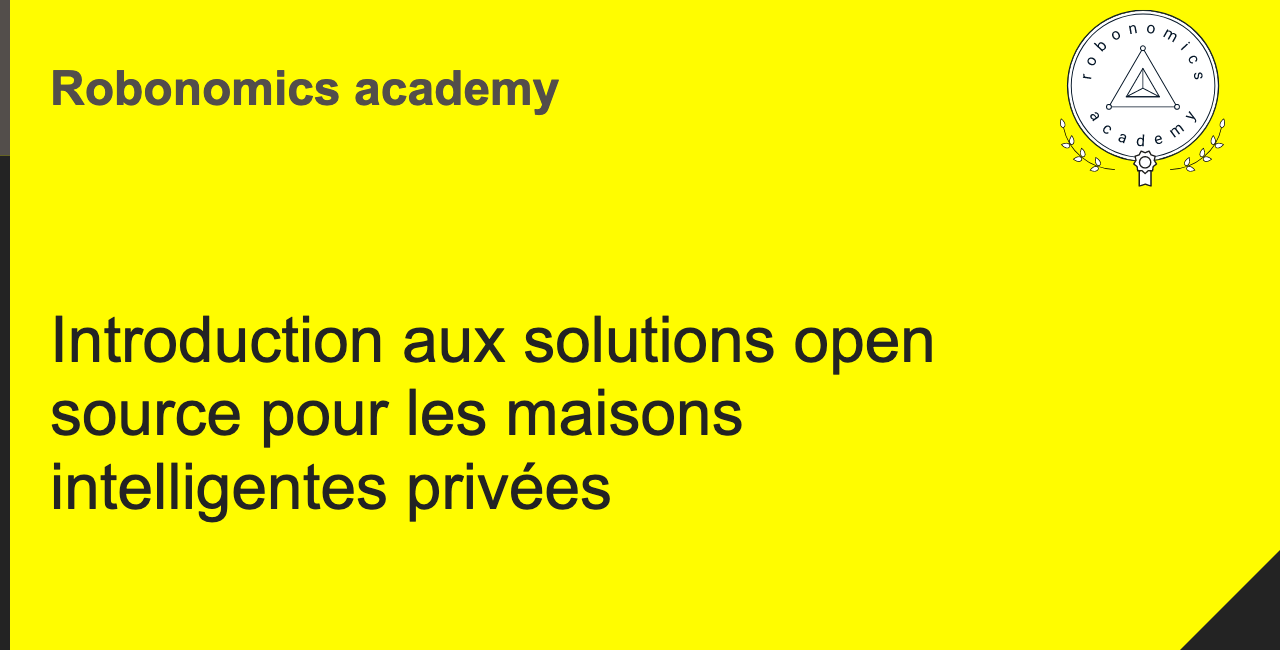 Robonomics academy
robonomics
academy
Introduction aux solutions open
source pour les maisons
intelligentes privées